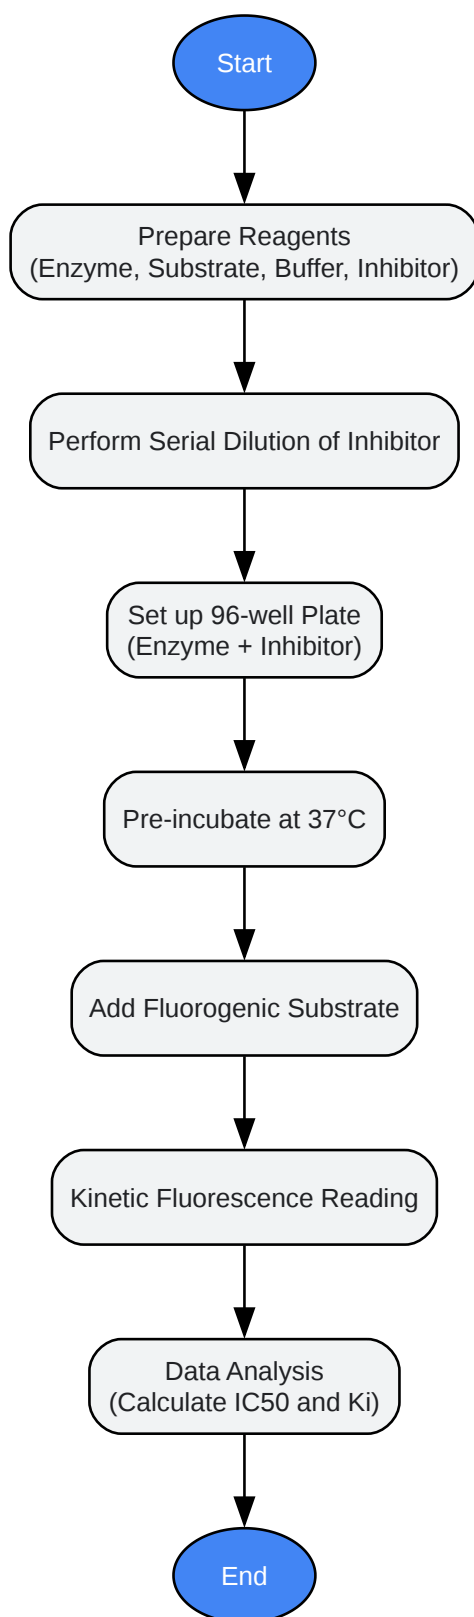 Start
Prepare Reagents
(Enzyme, Substrate, Buffer, Inhibitor)
Perform Serial Dilution of Inhibitor
Set up 96-well Plate
(Enzyme + Inhibitor)
Pre-incubate at 37°C
Add Fluorogenic Substrate
Kinetic Fluorescence Reading
Data Analysis
(Calculate IC50 and Ki)
End